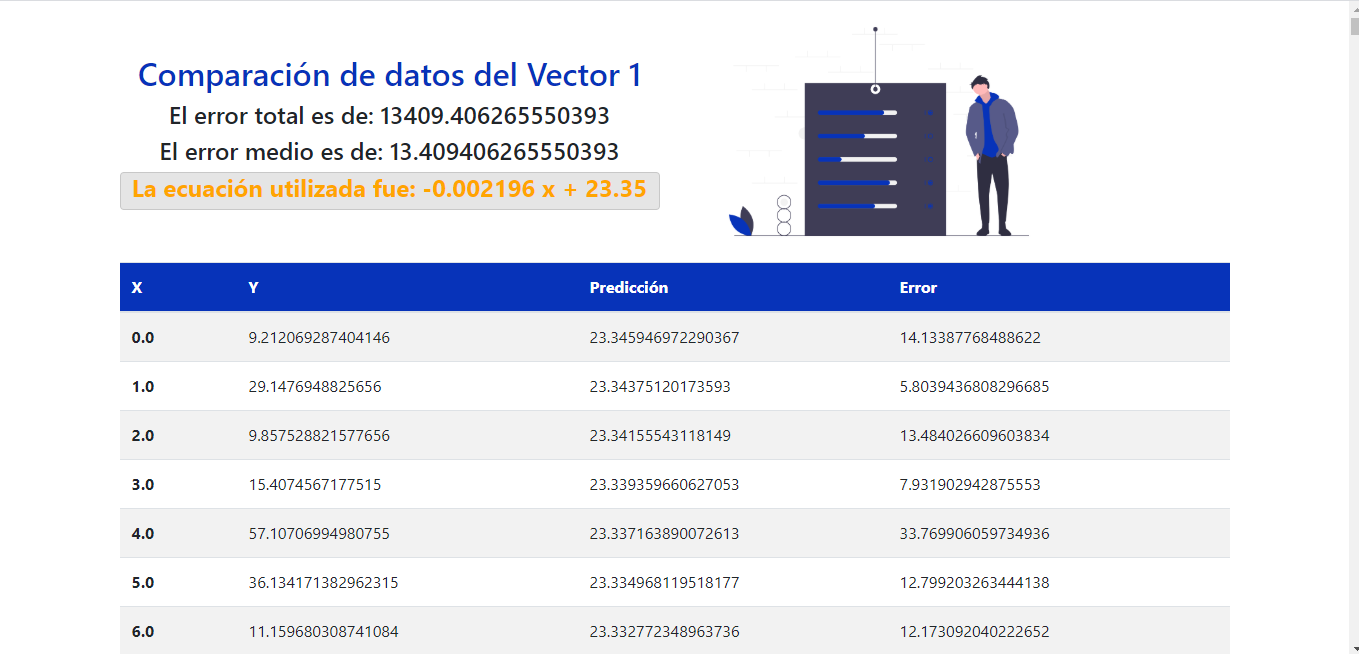 Comparación de datos del Vector 1
El error total es de: 13409.406265550393
El error medio es de: 13.409406265550393
La ecuación utilizada fue: -0.002196 x + 23.35
X Y Predicción Error
0.0 9.212069287404146 23.345946972290367 14.13387768488622
1.0 29.1476948825656 23.34375120173593 5.8039436808296685
2.0 9.857528821577656 23.34155543118149 13.484026609603834
3.0 15.4074567177515 23.339359660627053 7.931902942875553
4.0 57.10706994980755 23.337163890072613 33.769906059734936
5.0 36.134171382962315 23.334968119518177 12.799203263444138
6.0 11.159680308741084 23.332772348963736 12.173092040222652